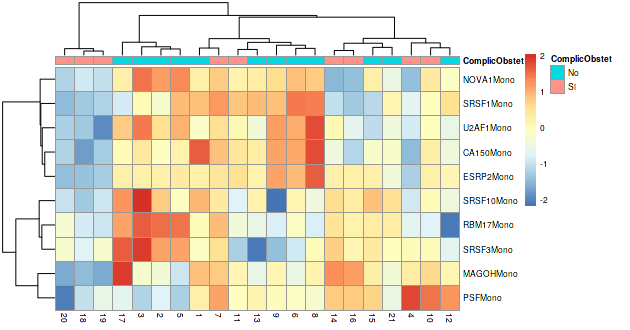 ComplicObstet
NOVA1Mono
SRSF1Mono
U2AF1Mono
CA150Mono
ESRP2Mono
SRSF10Mono
RBM17Mono
SRSF3Mono
MAGOHMono
PSFMono
20 18 19 17 3 2 5 1 7 11 13 9 6 8 14 16 15 21 4 10 12
2
1
0
-1
-2
ComplicObstet
No
SI